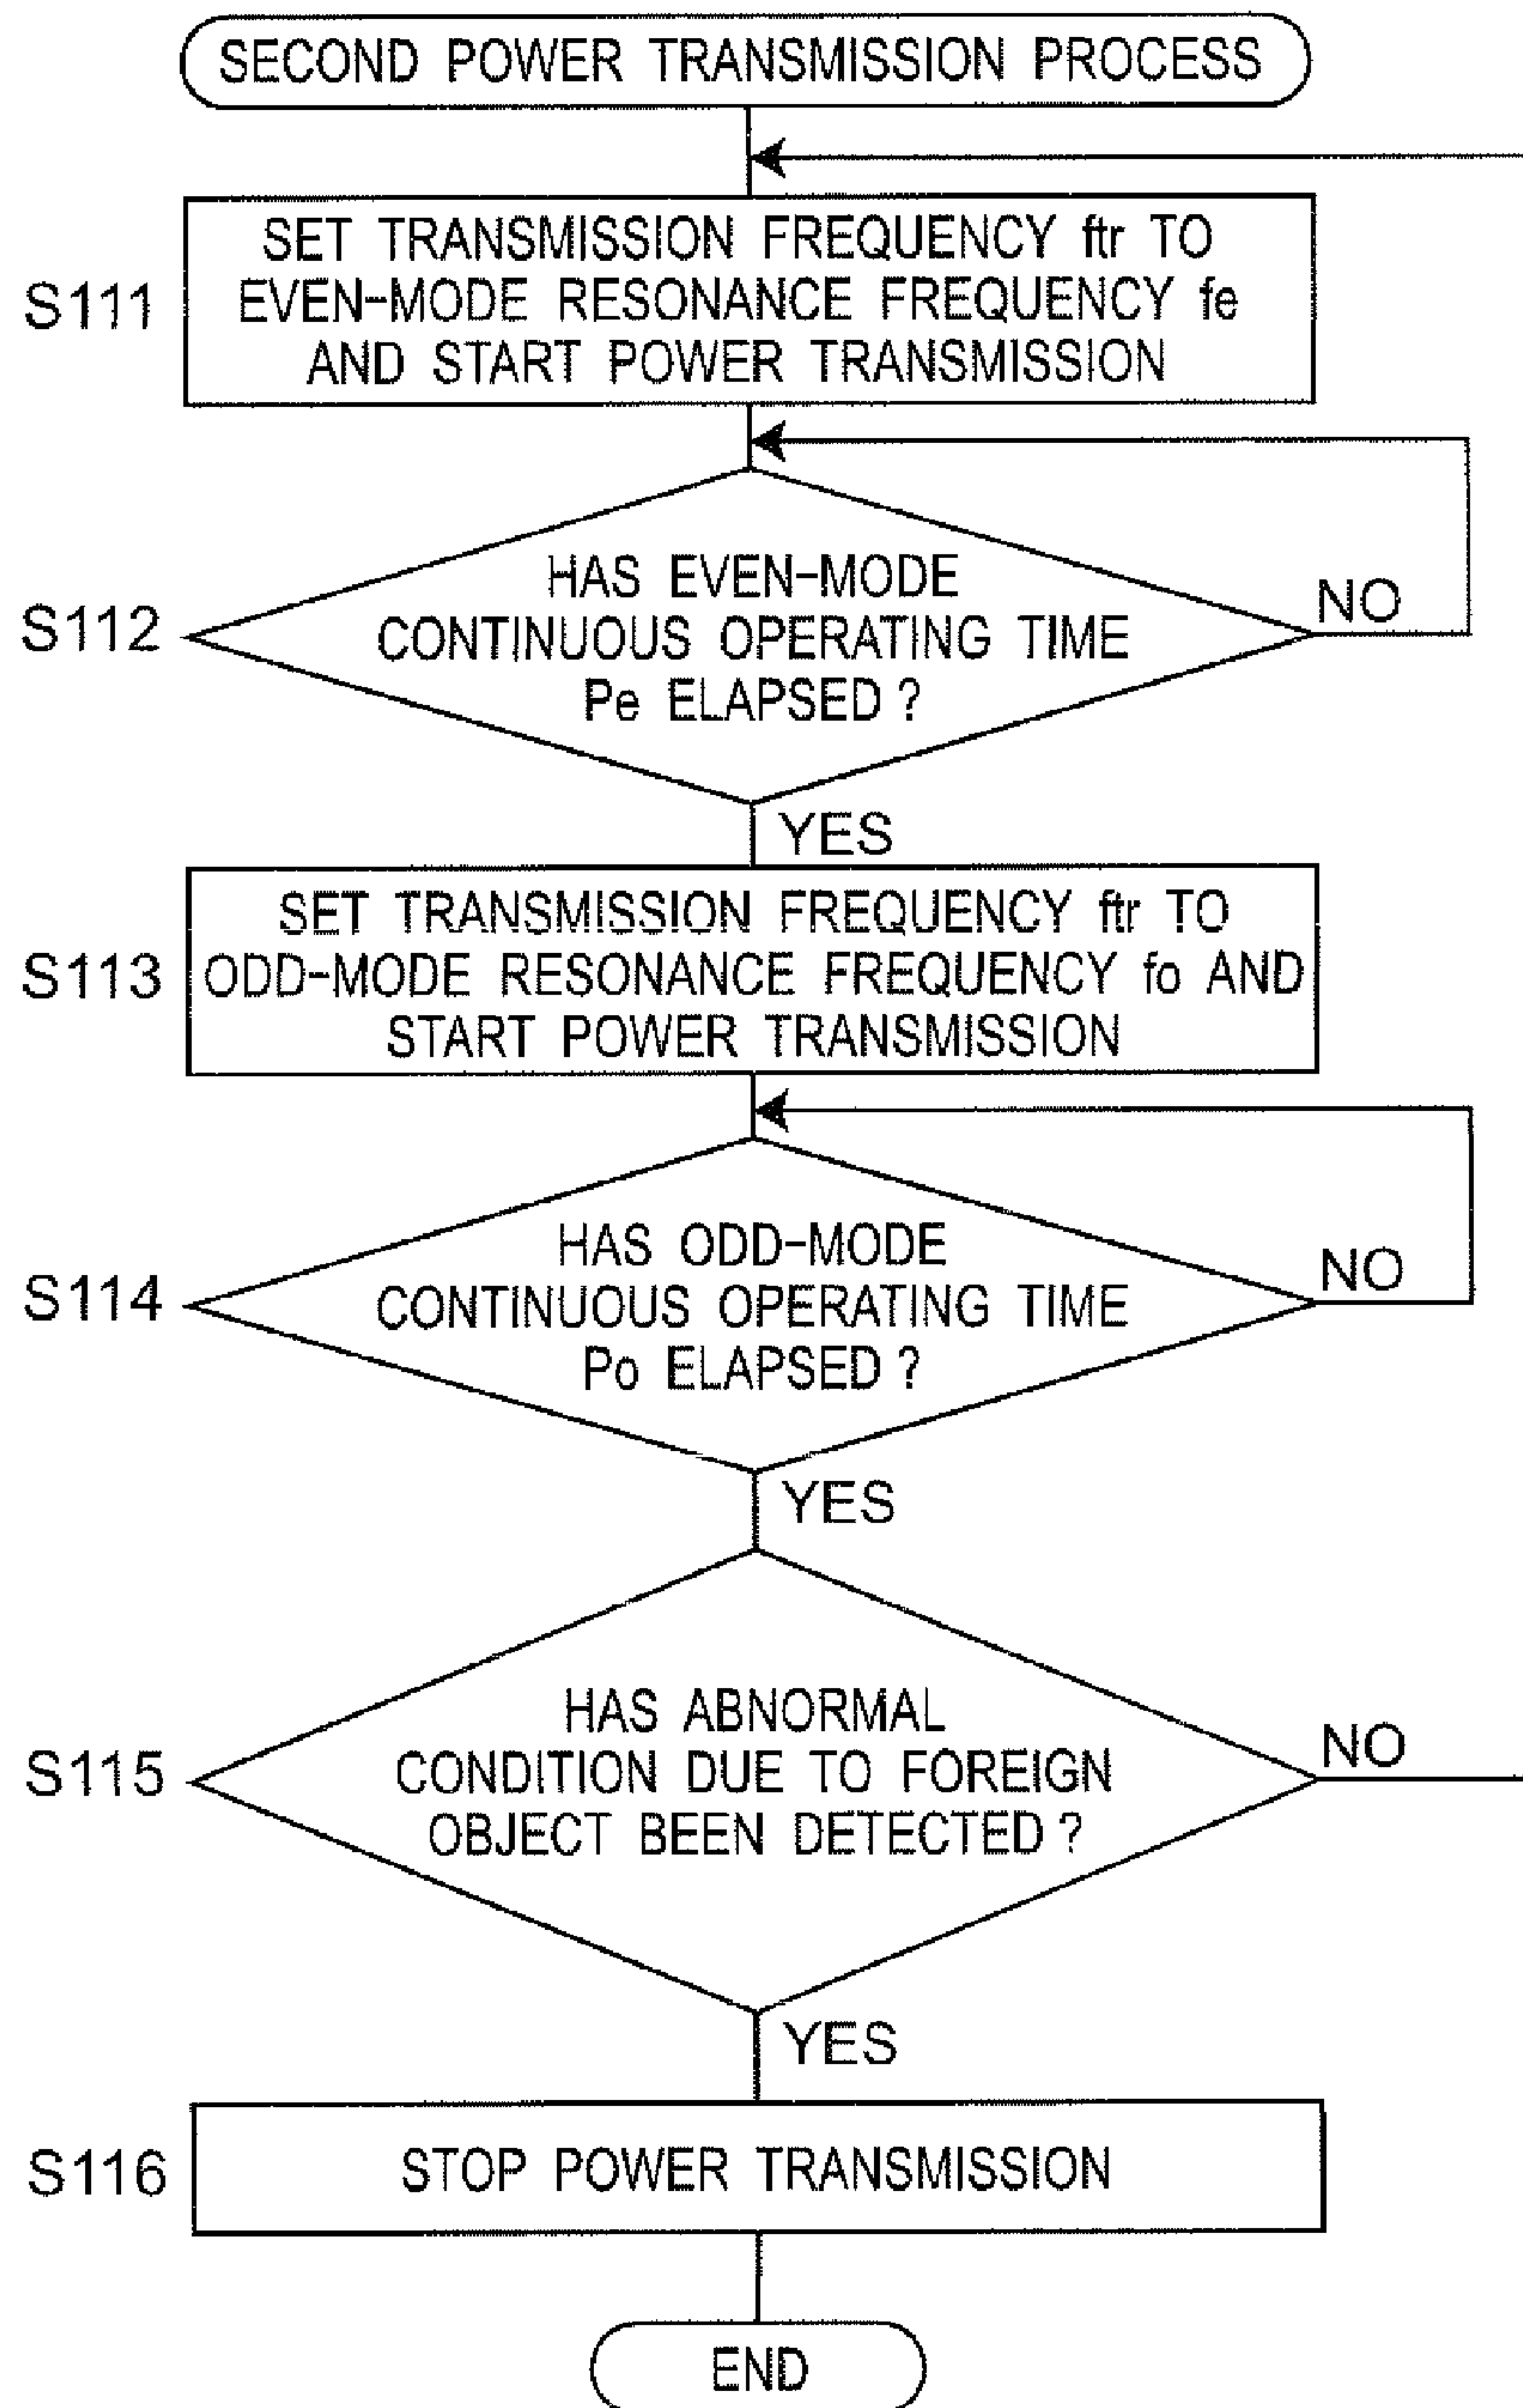 SECOND POWER TRANSMISSION PROCESS
S111
SET TRANSMISSION FREQUENCY ftr TO
EVEN-MODE RESONANCE FREQUENCY fe
AND START POWER TRANSMISSION
S112
HAS EVEN-MODE
CONTINUOUS OPERATING TIME
Pe ELAPSED ?
NO
YES
S113
SET TRANSMISSION FREQUENCY ftr TO
ODD-MODE RESONANCE FREQUENCY fo AND
START POWER TRANSMISSION
S114
HAS ODD-MODE
CONTINUOUS OPERATING TIME
Po ELAPSED ?
NO
YES
S115
HAS ABNORMAL
CONDITION DUE TO FOREIGN
OBJECT BEEN DETECTED ?
NO
YES
S116
STOP POWER TRANSMISSION
END